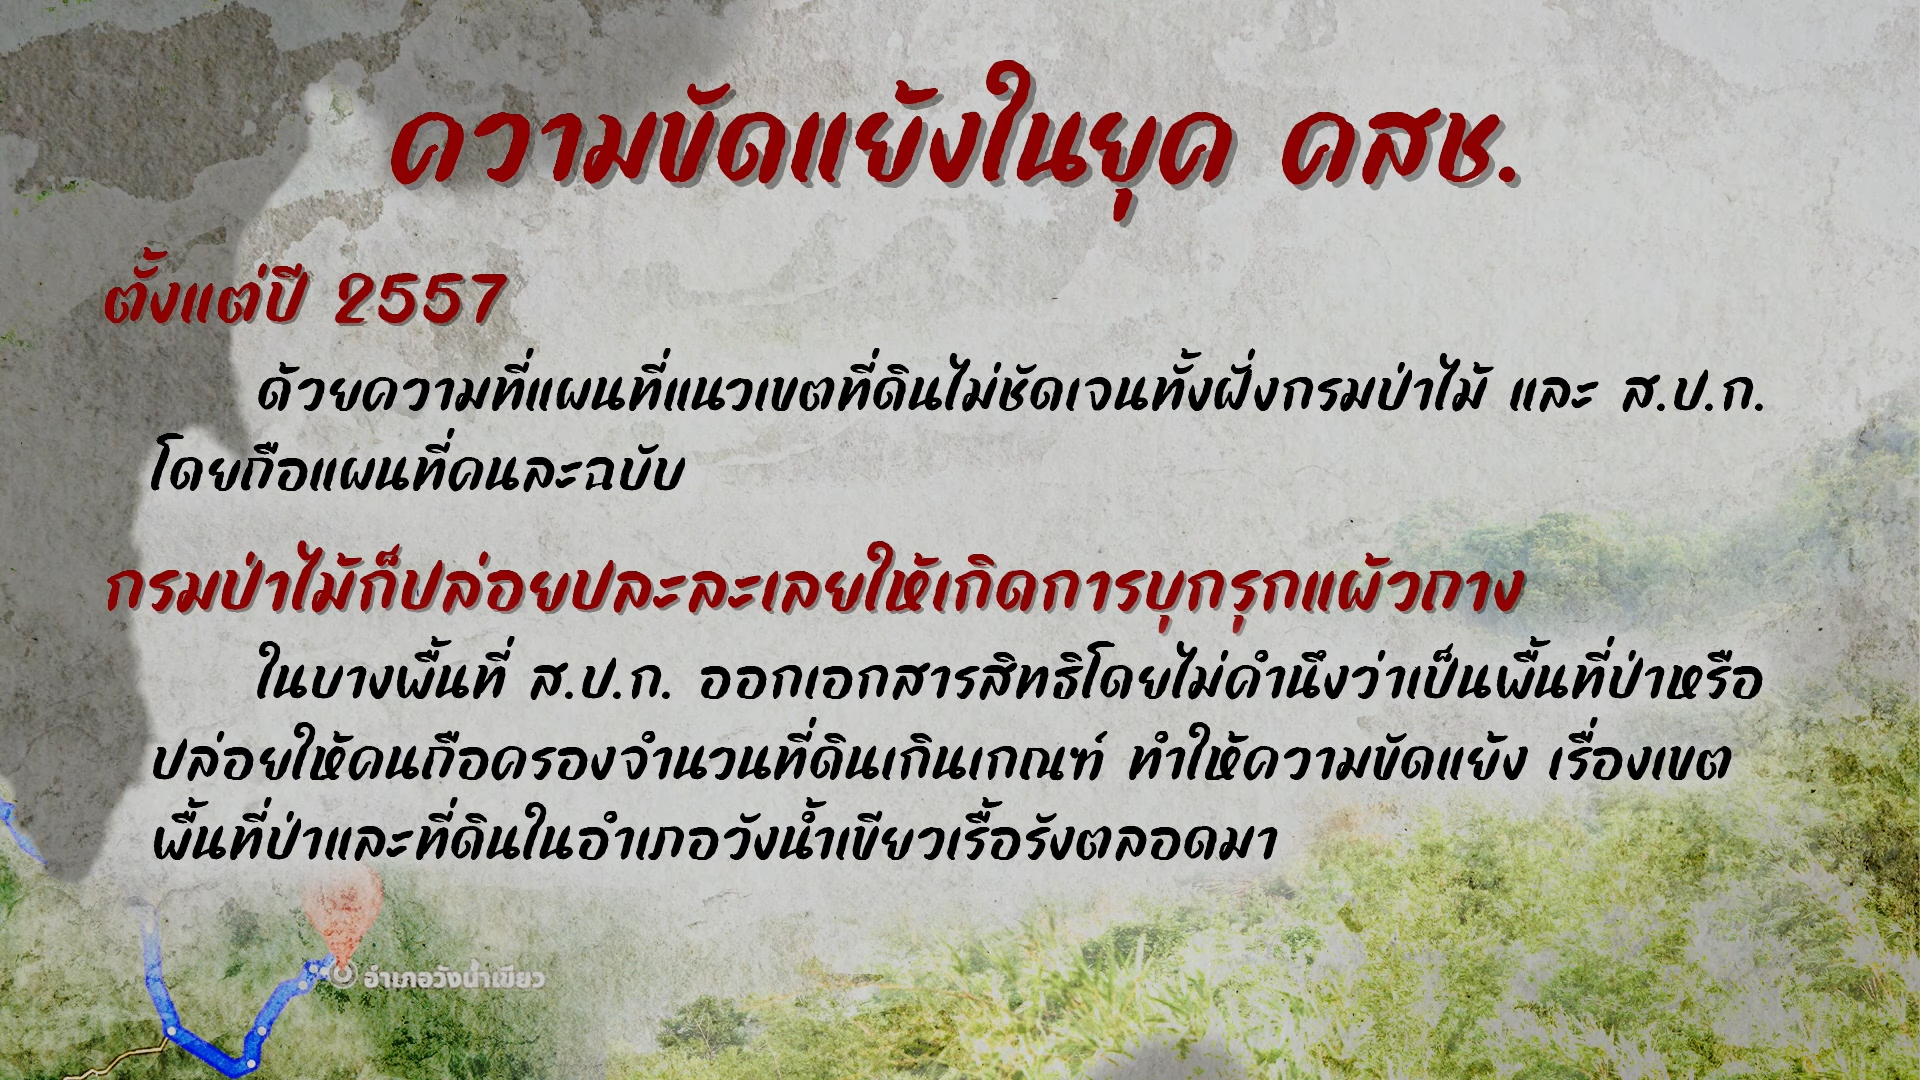 ความขัดแย้งในยุค คสช.
ตั้งแต่ปี 2557
ด้วยความที่แผนที่แนวเขตที่ดินไม่ชัดเจนทั้งฝั่งกรมป่าไม้ และ ส.ป.ก.
โดยถือแผนที่คนละฉบับ
กรมป่าไม้ก็ปล่อยปละละเลยให้เกิดการบุกรุกแผ้วถาง
ในบางพื้นที่ ส.ป.ก. ออกเอกสารสิทธิโดยไม่คำนึงว่าเป็นพื้นที่ป่าหรือ
ปล่อยให้คนถือครองจำนวนที่ดินเกินเกณฑ์ ทำให้ความขัดแย้ง เรื่องเขต
พื้นที่ป่าและที่ดินในอำเภอวังน้ำเขียวเรื้อรังตลอดมา
อำเภอวังน้ำเขียว